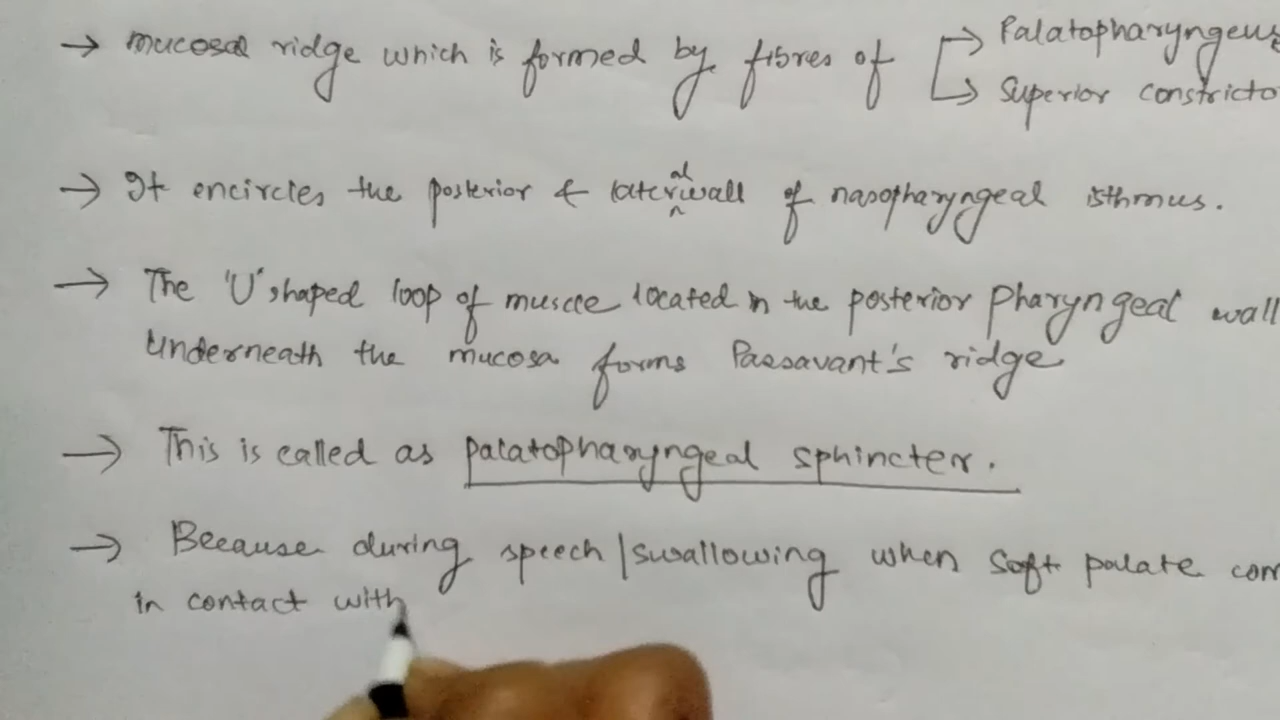 → mucosal ridge which is formed by fibres of → Palatopharyngeus
→ Superior constricto
→ It encircles the posterior & lateral wall of nasopharyngeal isthmus.
→ The 'U' shaped loop of muscle located in the posterior pharyngeal wall
underneath the mucosa forms Passavant's ridge
→ This is called as palatopharyngeal sphincter.
→ Because during speech/swallowing when soft palate com
in contact with